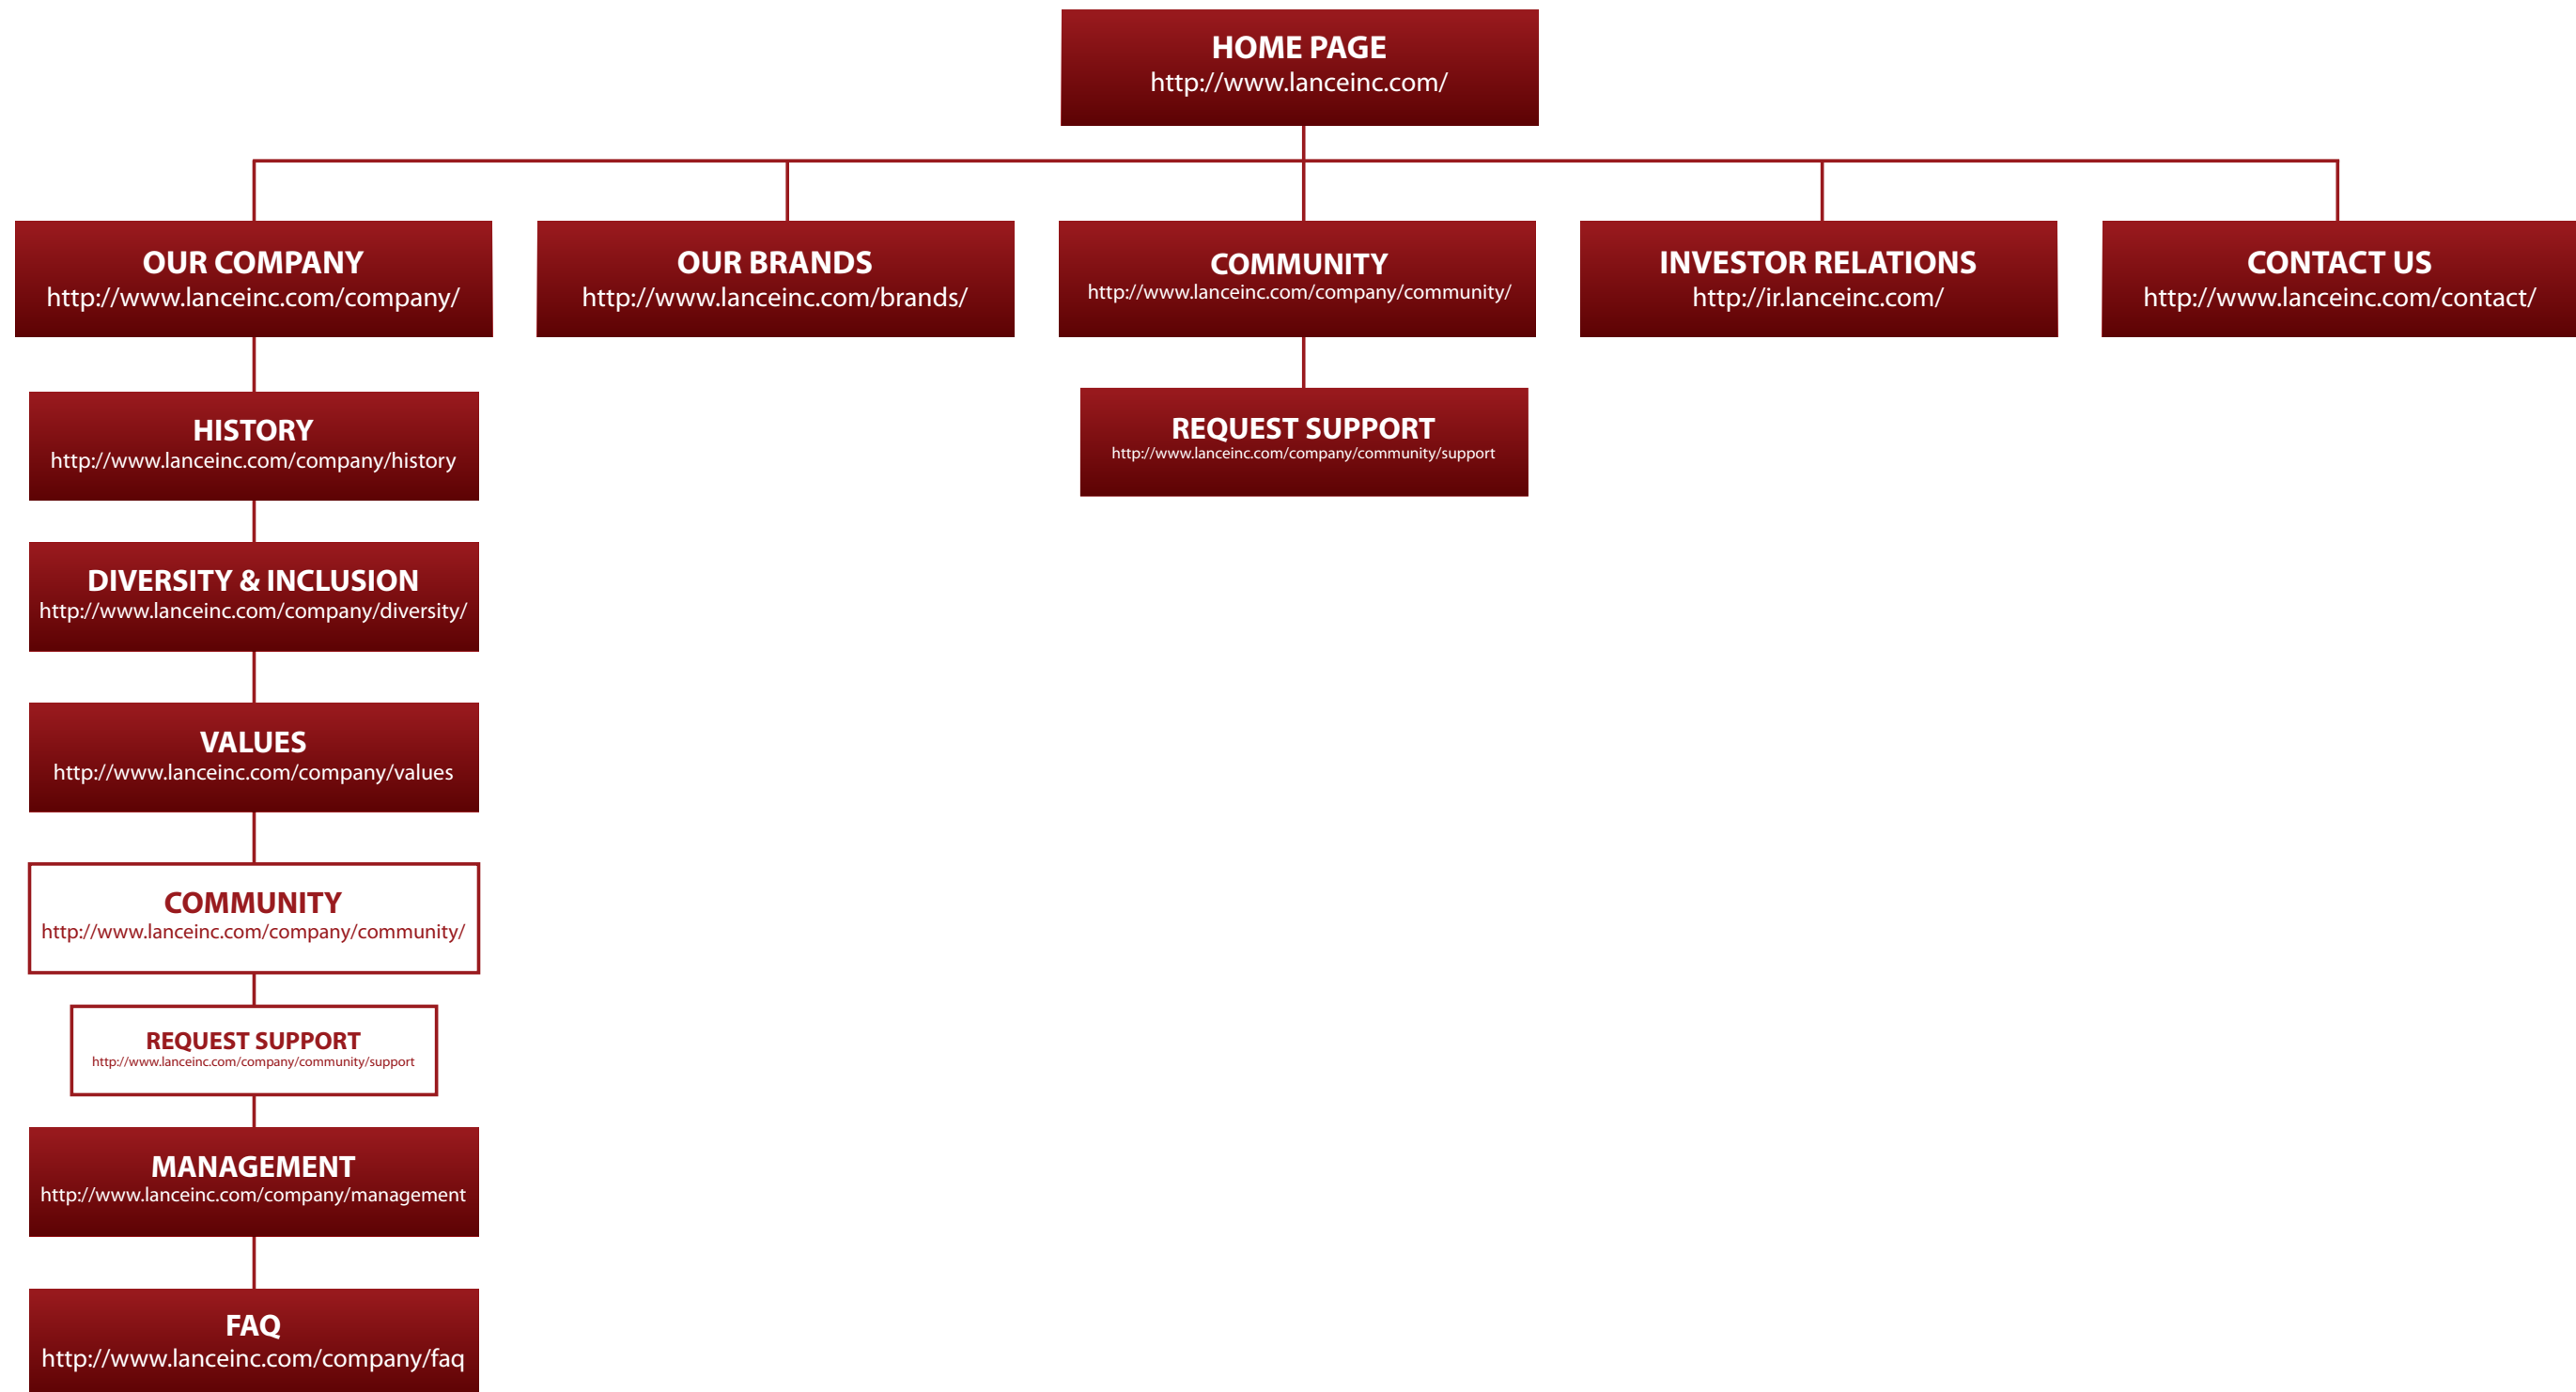 HOME PAGE
http://www.lanceinc.com/
OUR COMPANY
http://www.lanceinc.com/company/
OUR BRANDS
http://www.lanceinc.com/brands/
COMMUNITY
http://www.lanceinc.com/company/community/
INVESTOR RELATIONS
http://ir.lanceinc.com/
CONTACT US
http://www.lanceinc.com/contact/
HISTORY
http://www.lanceinc.com/company/history
REQUEST SUPPORT
http://www.lanceinc.com/company/community/support
DIVERSITY & INCLUSION
http://www.lanceinc.com/company/diversity/
VALUES
http://www.lanceinc.com/company/values
COMMUNITY
http://www.lanceinc.com/company/community/
REQUEST SUPPORT
http://www.lanceinc.com/company/community/support
MANAGEMENT
http://www.lanceinc.com/company/management
FAQ
http://www.lanceinc.com/company/faq